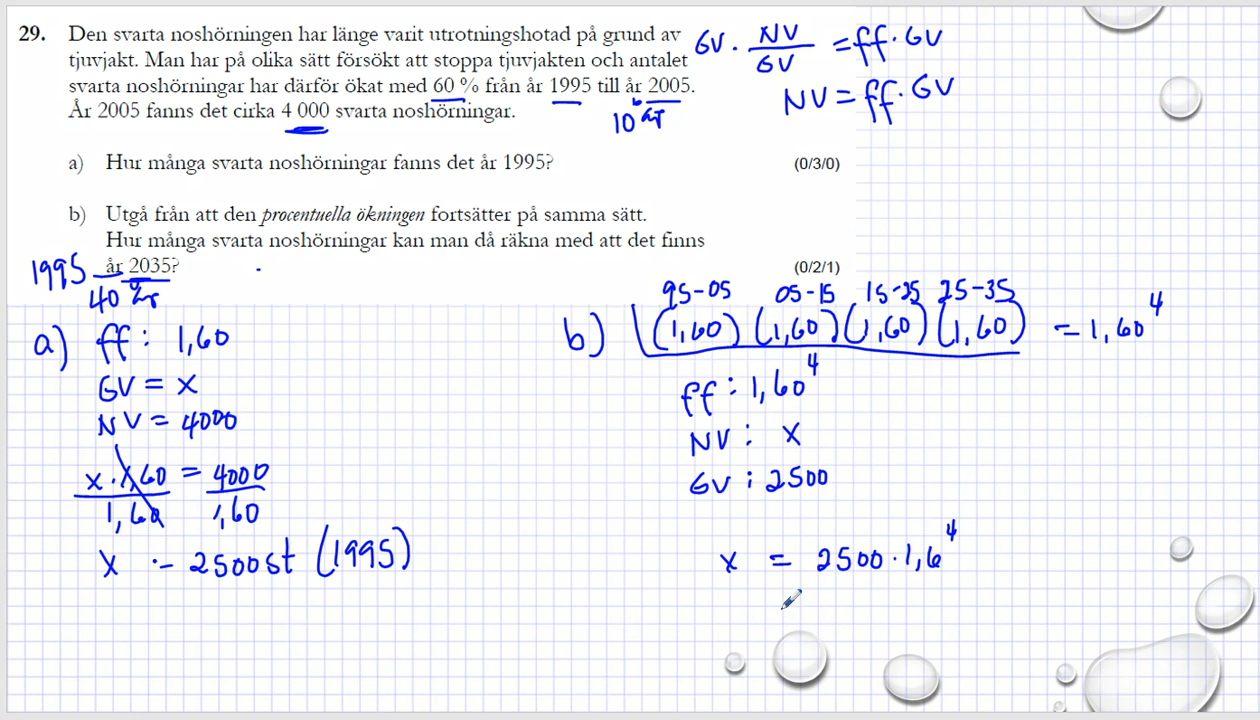 29. Den svarta noshörningen har länge varit utrotningshotad på grund av
tjuvjakt. Man har på olika sätt försökt att stoppa tjuvjakten och antalet
svarta noshörningar har därför ökat med 60 % från år 1995 till år 2005.
År 2005 fanns det cirka 4 000 svarta noshörningar.
10 år
GV · NV/GV = ff · GV
NV = ff · GV
a) Hur många svarta noshörningar fanns det år 1995? (0/3/0)
b) Utgå från att den procentuella ökningen fortsätter på samma sätt.
Hur många svarta noshörningar kan man då räkna med att det finns
år 2035? (0/2/1)
1995
40 år
a) ff : 1,60
GV = x
NV = 4000
x · 1,60 / 1,60 = 4000 / 1,60
x = 2500 st (1995)
95-05 05-15 15-25 25-35
b) (1,60) (1,60) (1,60) (1,60) = 1,60⁴
ff : 1,60⁴
NV : x
GV : 2500
x = 2500 · 1,6⁴